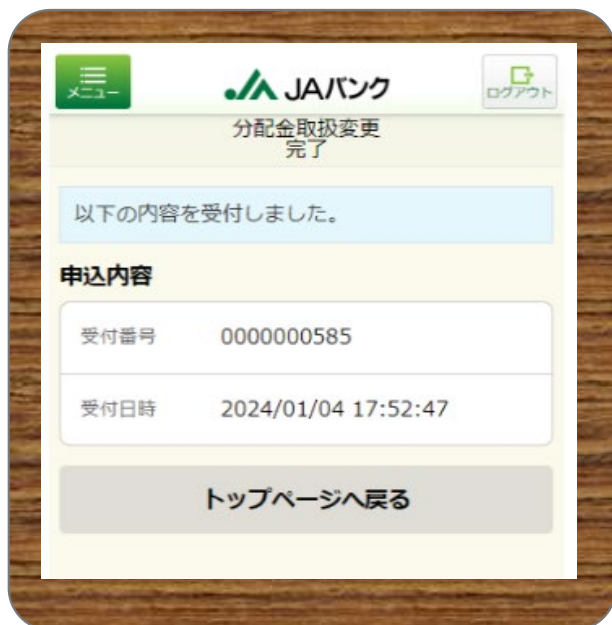 メニュー
JAバンク
ログアウト
分配金取扱変更
完了
以下の内容を受付しました。
申込内容
受付番号 0000000585
受付日時 2024/01/04 17:52:47
トップページへ戻る